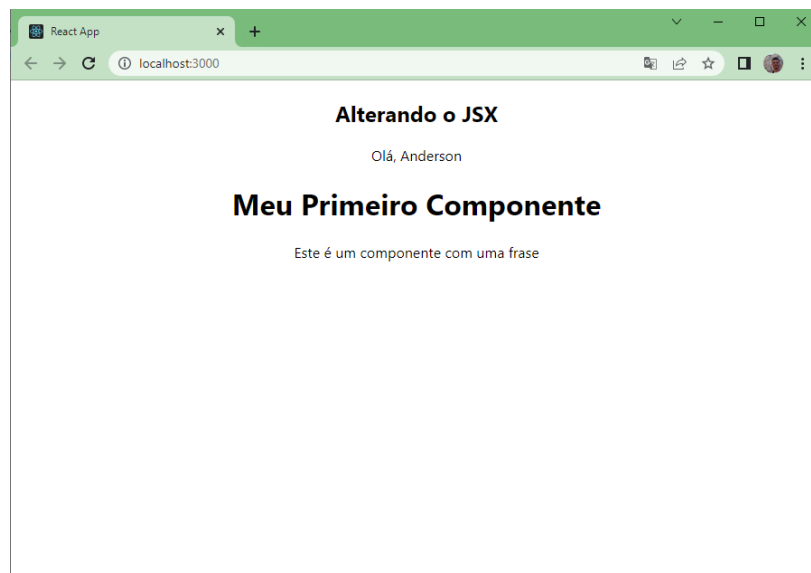 React App
localhost:3000
Alterando o JSX
Olá, Anderson
Meu Primeiro Componente
Este é um componente com uma frase